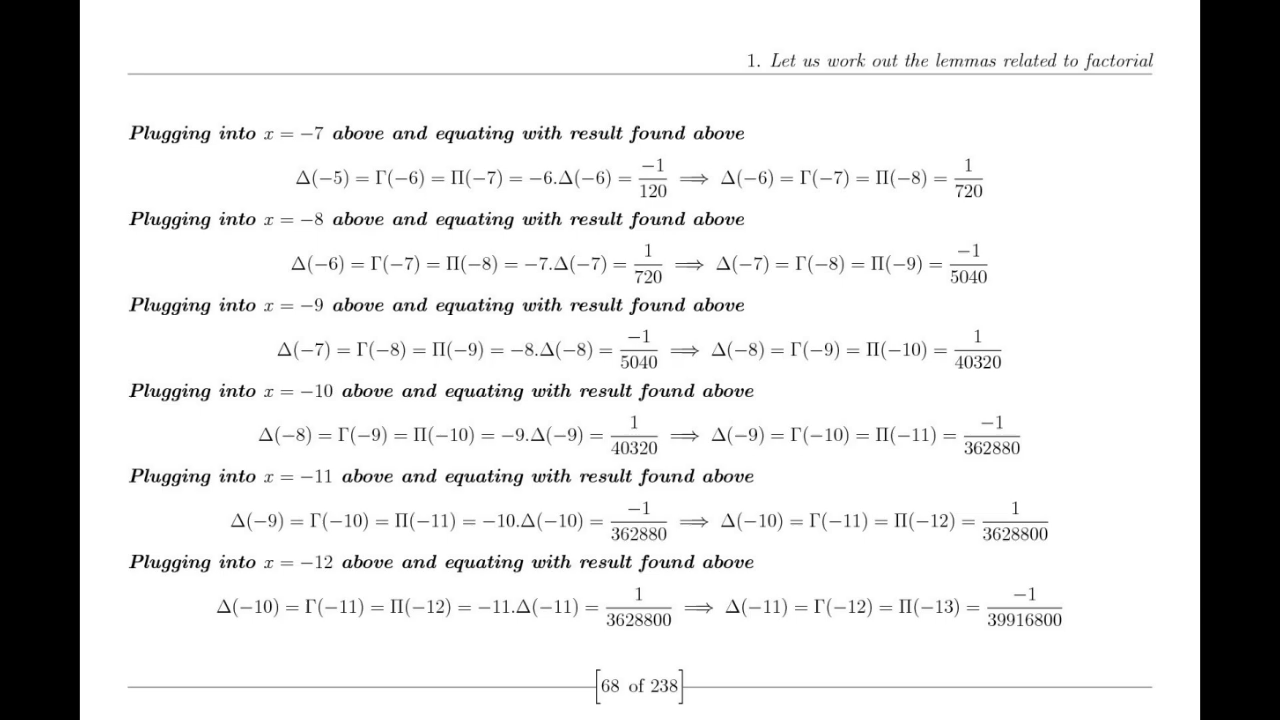 1. Let us work out the lemmas related to factorial
Plugging into x = −7 above and equating with result found above
Δ(−5) = Γ(−6) = Π(−7) = −6.Δ(−6) = −1/120 ⟹ Δ(−6) = Γ(−7) = Π(−8) = 1/720
Plugging into x = −8 above and equating with result found above
Δ(−6) = Γ(−7) = Π(−8) = −7.Δ(−7) = 1/720 ⟹ Δ(−7) = Γ(−8) = Π(−9) = −1/5040
Plugging into x = −9 above and equating with result found above
Δ(−7) = Γ(−8) = Π(−9) = −8.Δ(−8) = −1/5040 ⟹ Δ(−8) = Γ(−9) = Π(−10) = 1/40320
Plugging into x = −10 above and equating with result found above
Δ(−8) = Γ(−9) = Π(−10) = −9.Δ(−9) = 1/40320 ⟹ Δ(−9) = Γ(−10) = Π(−11) = −1/362880
Plugging into x = −11 above and equating with result found above
Δ(−9) = Γ(−10) = Π(−11) = −10.Δ(−10) = −1/362880 ⟹ Δ(−10) = Γ(−11) = Π(−12) = 1/3628800
Plugging into x = −12 above and equating with result found above
Δ(−10) = Γ(−11) = Π(−12) = −11.Δ(−11) = 1/3628800 ⟹ Δ(−11) = Γ(−12) = Π(−13) = −1/39916800
[68 of 238]